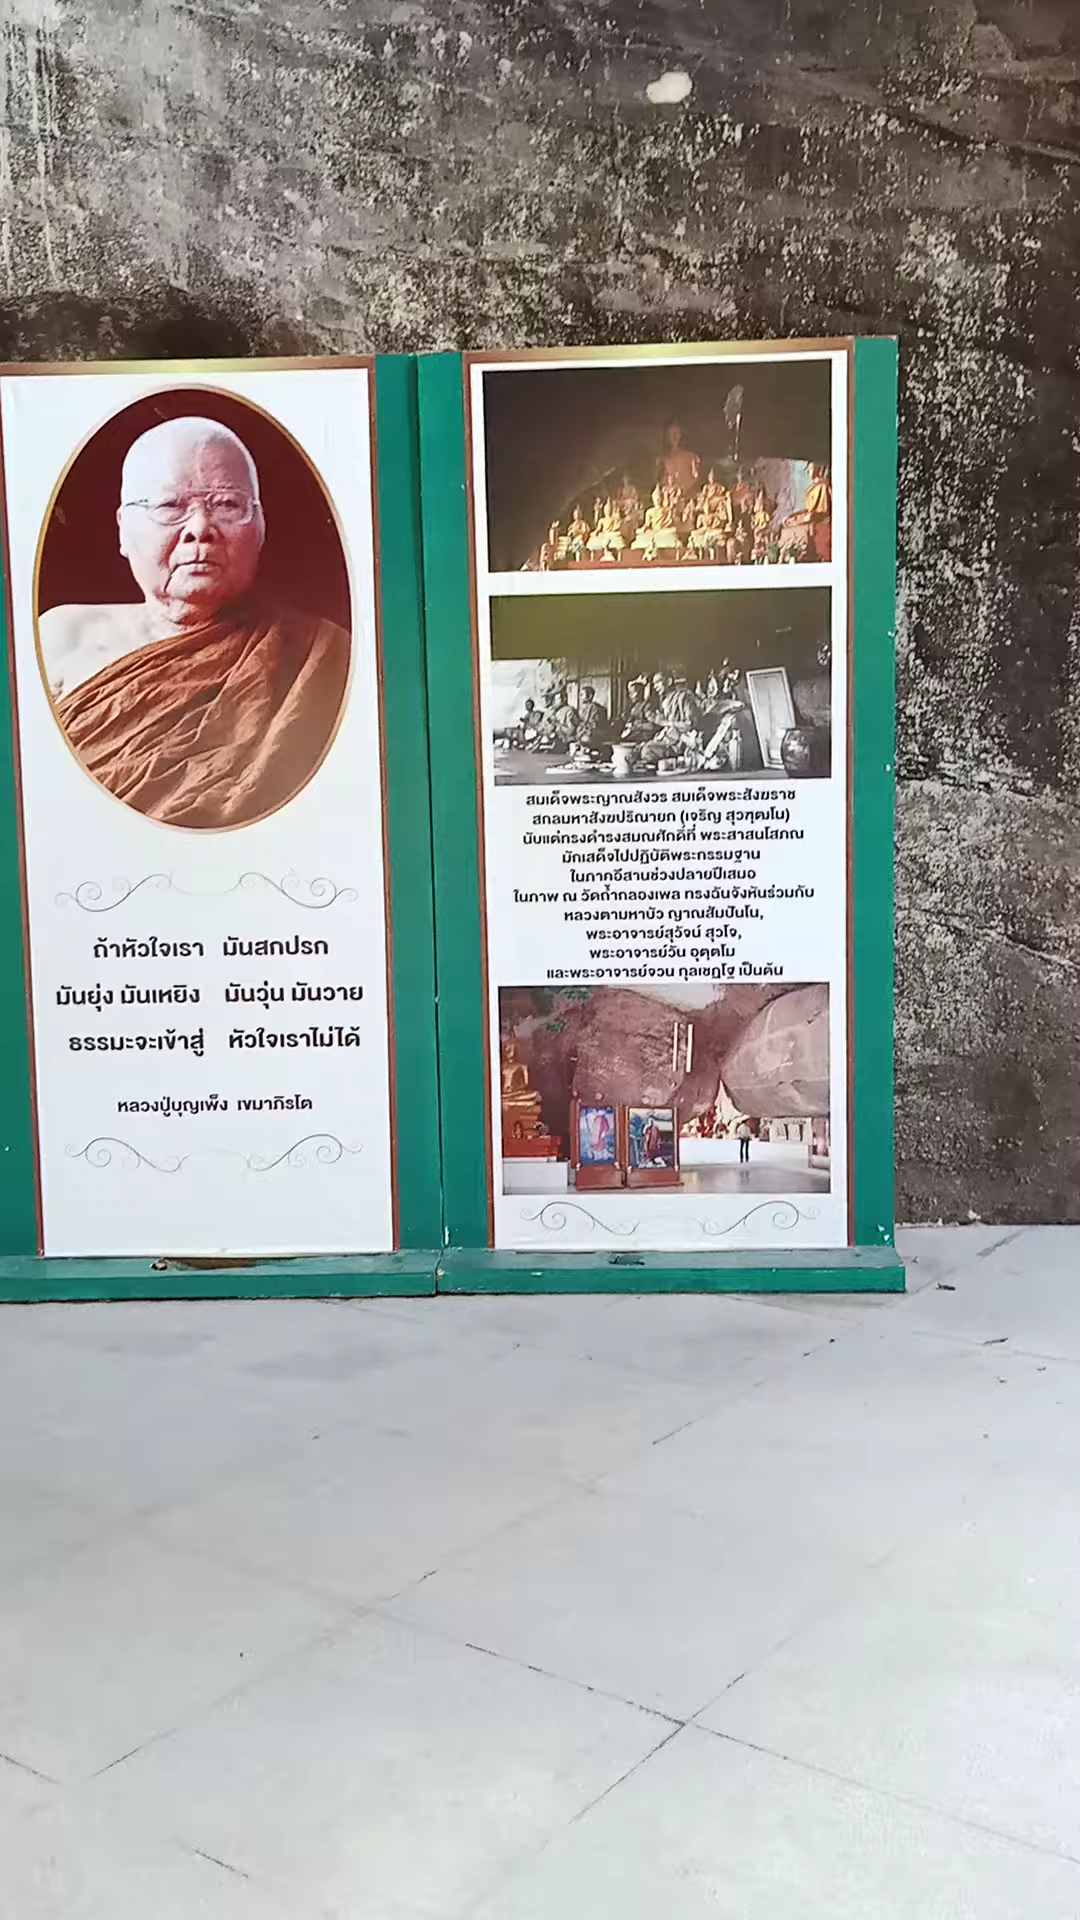 ถ้าหัวใจเรา มันสกปรก
มันยุ่ง มันเหยิง มันวุ่น มันวาย
ธรรมะจะเข้าสู่ หัวใจเราไม่ได้
หลวงปู่บุญเพ็ง เขมาภิรโต
สมเด็จพระญาณสังวร สมเด็จพระสังฆราช
สกลมหาสังฆปริณายก (เจริญ สุวฑฺฒโน)
นับแต่ทรงดำรงสมณศักดิ์ที่ พระสาสนโสภณ
มักเสด็จไปปฏิบัติพระกรรมฐาน
ในภาคอีสานช่วงปลายปีเสมอ
ในภาพ ณ วัดถ้ำกลองเพล ทรงฉันจังหันร่วมกับ
หลวงตามหาบัว ญาณสัมปันโน,
พระอาจารย์สุวัจน์ สุวโจ,
พระอาจารย์วัน อุตฺตโม
และพระอาจารย์จวน กุลเชฏโฐ เป็นต้น